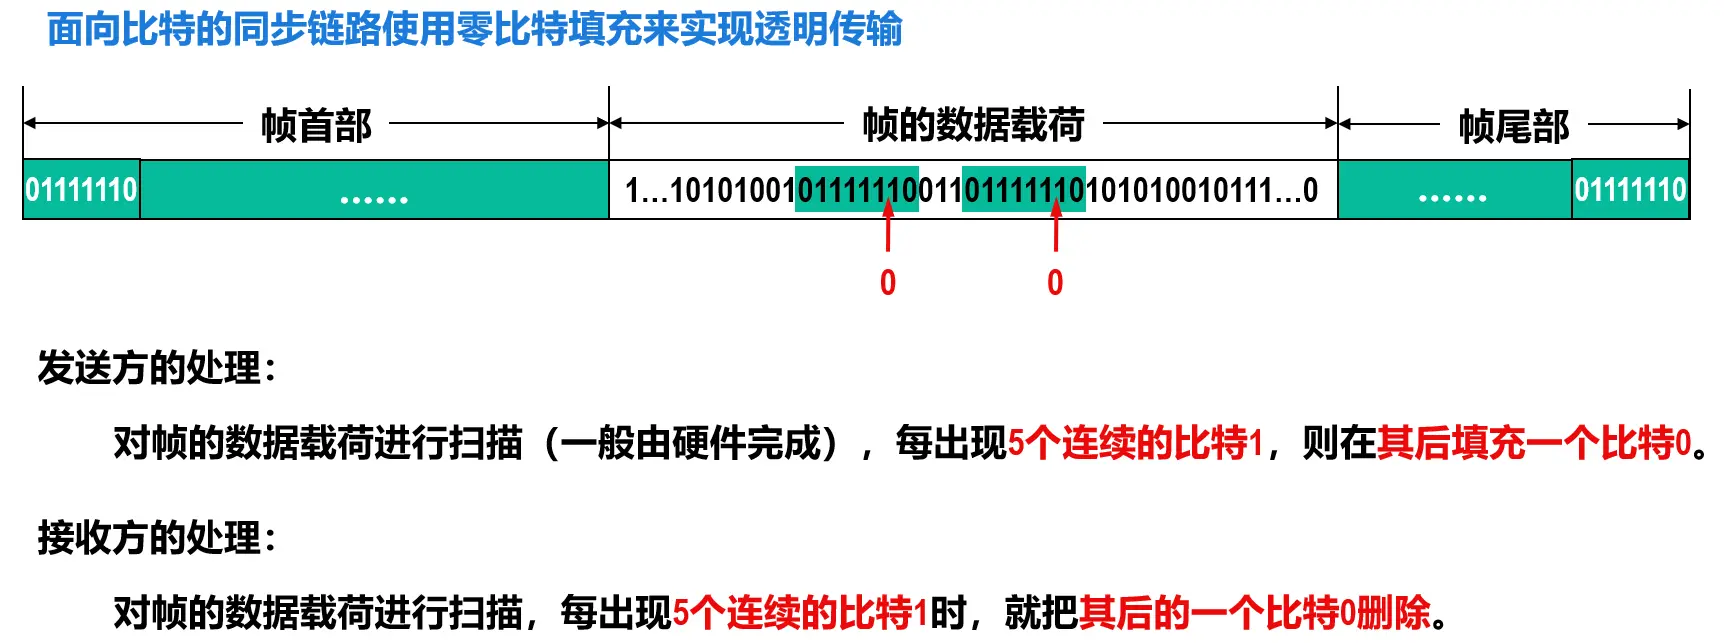 面向比特的同步链路使用零比特填充来实现透明传输
帧首部 帧的数据载荷 帧尾部
01111110 …… 1…10101001011111100110111111010101001010111…0 …… 01111110
0 0
发送方的处理：
对帧的数据载荷进行扫描（一般由硬件完成），每出现5个连续的比特1，则在其后填充一个比特0。
接收方的处理：
对帧的数据载荷进行扫描，每出现5个连续的比特1时，就把其后的一个比特0删除。